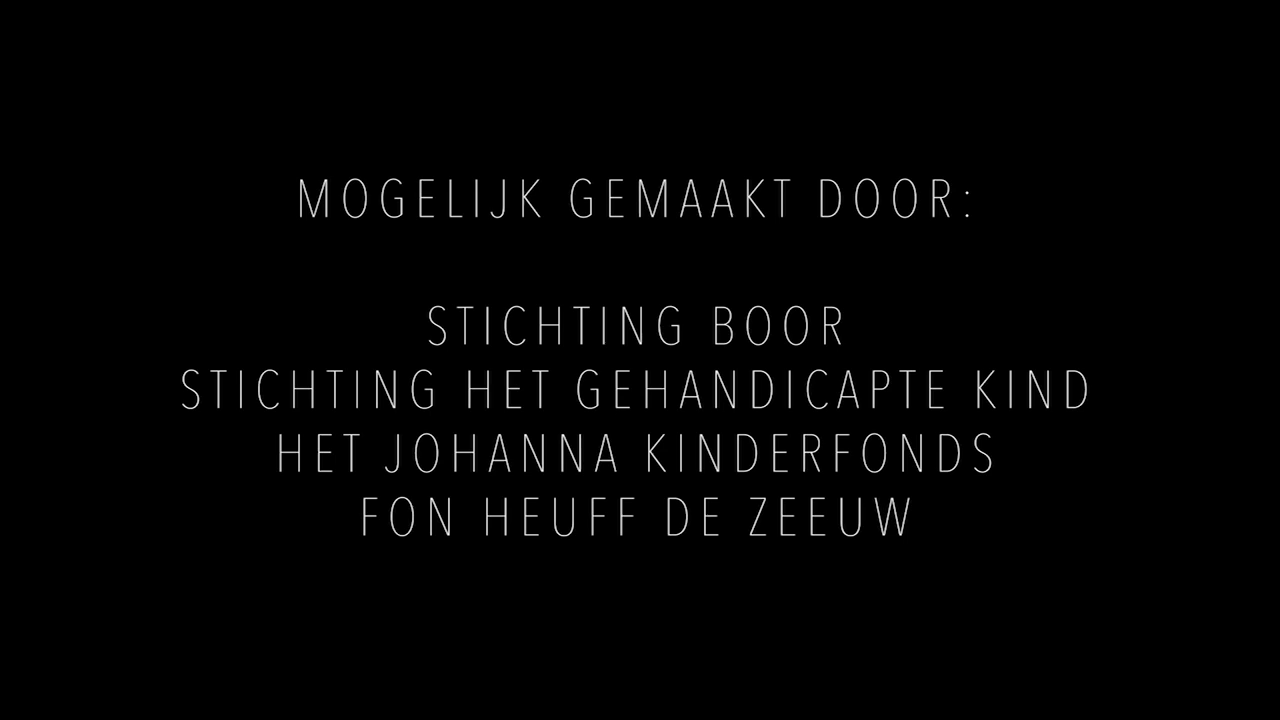 MOGELIJK GEMAAKT DOOR:
STICHTING BOOR
STICHTING HET GEHANDICAPTE KIND
HET JOHANNA KINDERFONDS
FON HEUFF DE ZEEUW